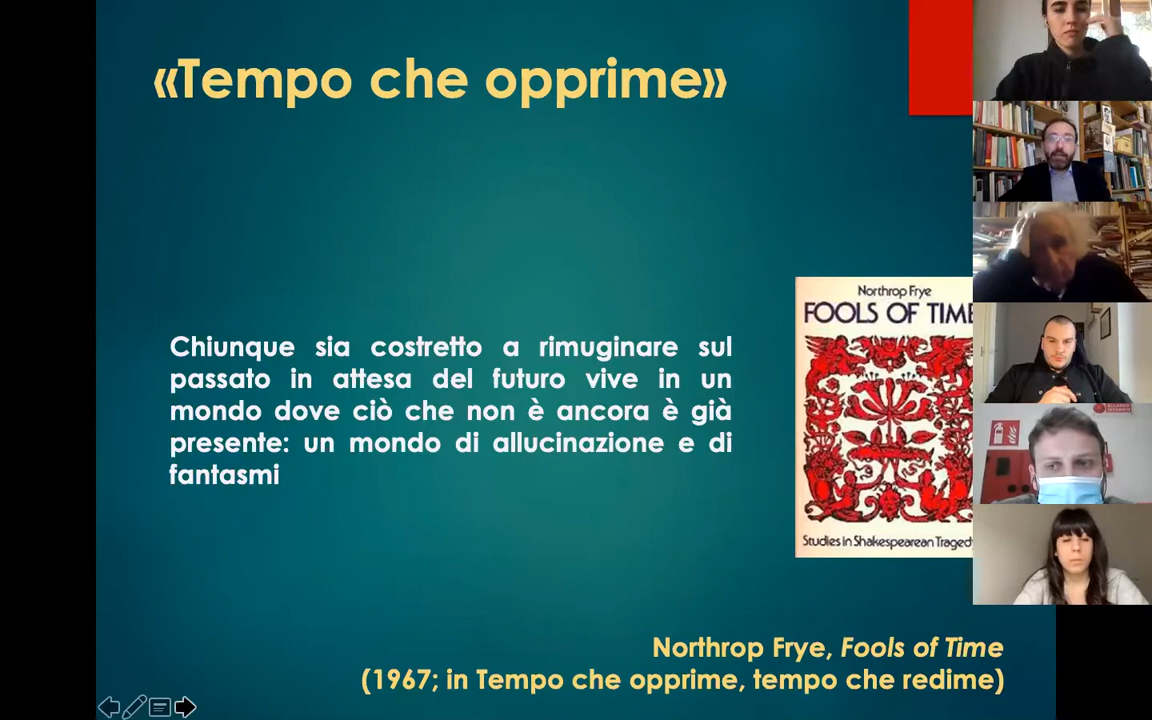 «Tempo che opprime»
Chiunque sia costretto a rimuginare sul
passato in attesa del futuro vive in un
mondo dove ciò che non è ancora è già
presente: un mondo di allucinazione e di
fantasmi
Northrop Frye
FOOLS OF TIME
Studies in Shakespearean Traged
Northrop Frye, Fools of Time
(1967; in Tempo che opprime, tempo che redime)